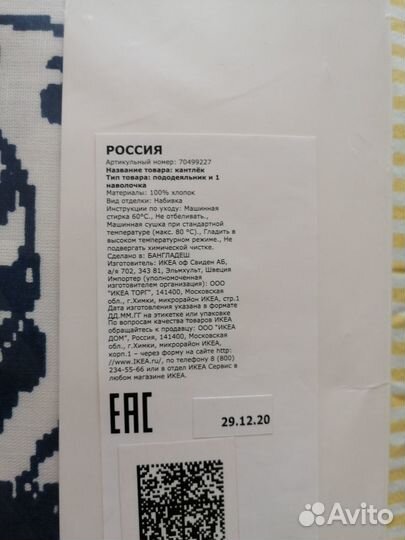 РОССИЯ
Артикульный номер: 70499227
Название товара: кантлёк
Тип товара: пододеяльник и 1
наволочка
Материалы: 100% хлопок
Вид отделки: Набивка
Инструкции по уходу: Машинная
стирка 60°C., Не отбеливать.,
Машинная сушка при стандартной
температуре (макс. 80 °C)., Гладить в
высоком температурном режиме., Не
подвергать химической чистке.
Сделано в: БАНГЛАДЕШ
Изготовитель: ИКЕА оф Свиден АБ,
а/я 702, 343 81, Эльмхульт, Швеция
Импортер (уполномоченная
изготовителем организация): ООО
"ИКЕА ТОРГ", 141400, Московская
обл., г.Химки, микрорайон ИКЕА, стр.1
Дата изготовления указана в формате
ДД.ММ.ГГ на этикетке или упаковке
По вопросам качества товаров ИКЕА
обращайтесь к продавцу: ООО "ИКЕА
ДОМ", Россия, 141400, Московская
обл., г.Химки, микрорайон ИКЕА,
корп.1 – через форму на сайте http:
//www.IKEA.ru/, по телефону 8 (800)
234-55-66 или в отделе IKEA Сервис в
любом магазине ИКЕА.
EAC
29.12.20
Avito